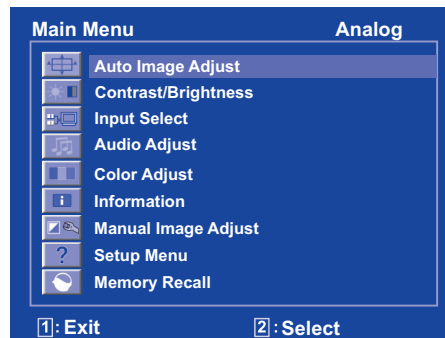 Main Menu Analog
Auto Image Adjust
Contrast/Brightness
Input Select
Audio Adjust
Color Adjust
Information
Manual Image Adjust
Setup Menu
Memory Recall
1: Exit 2: Select